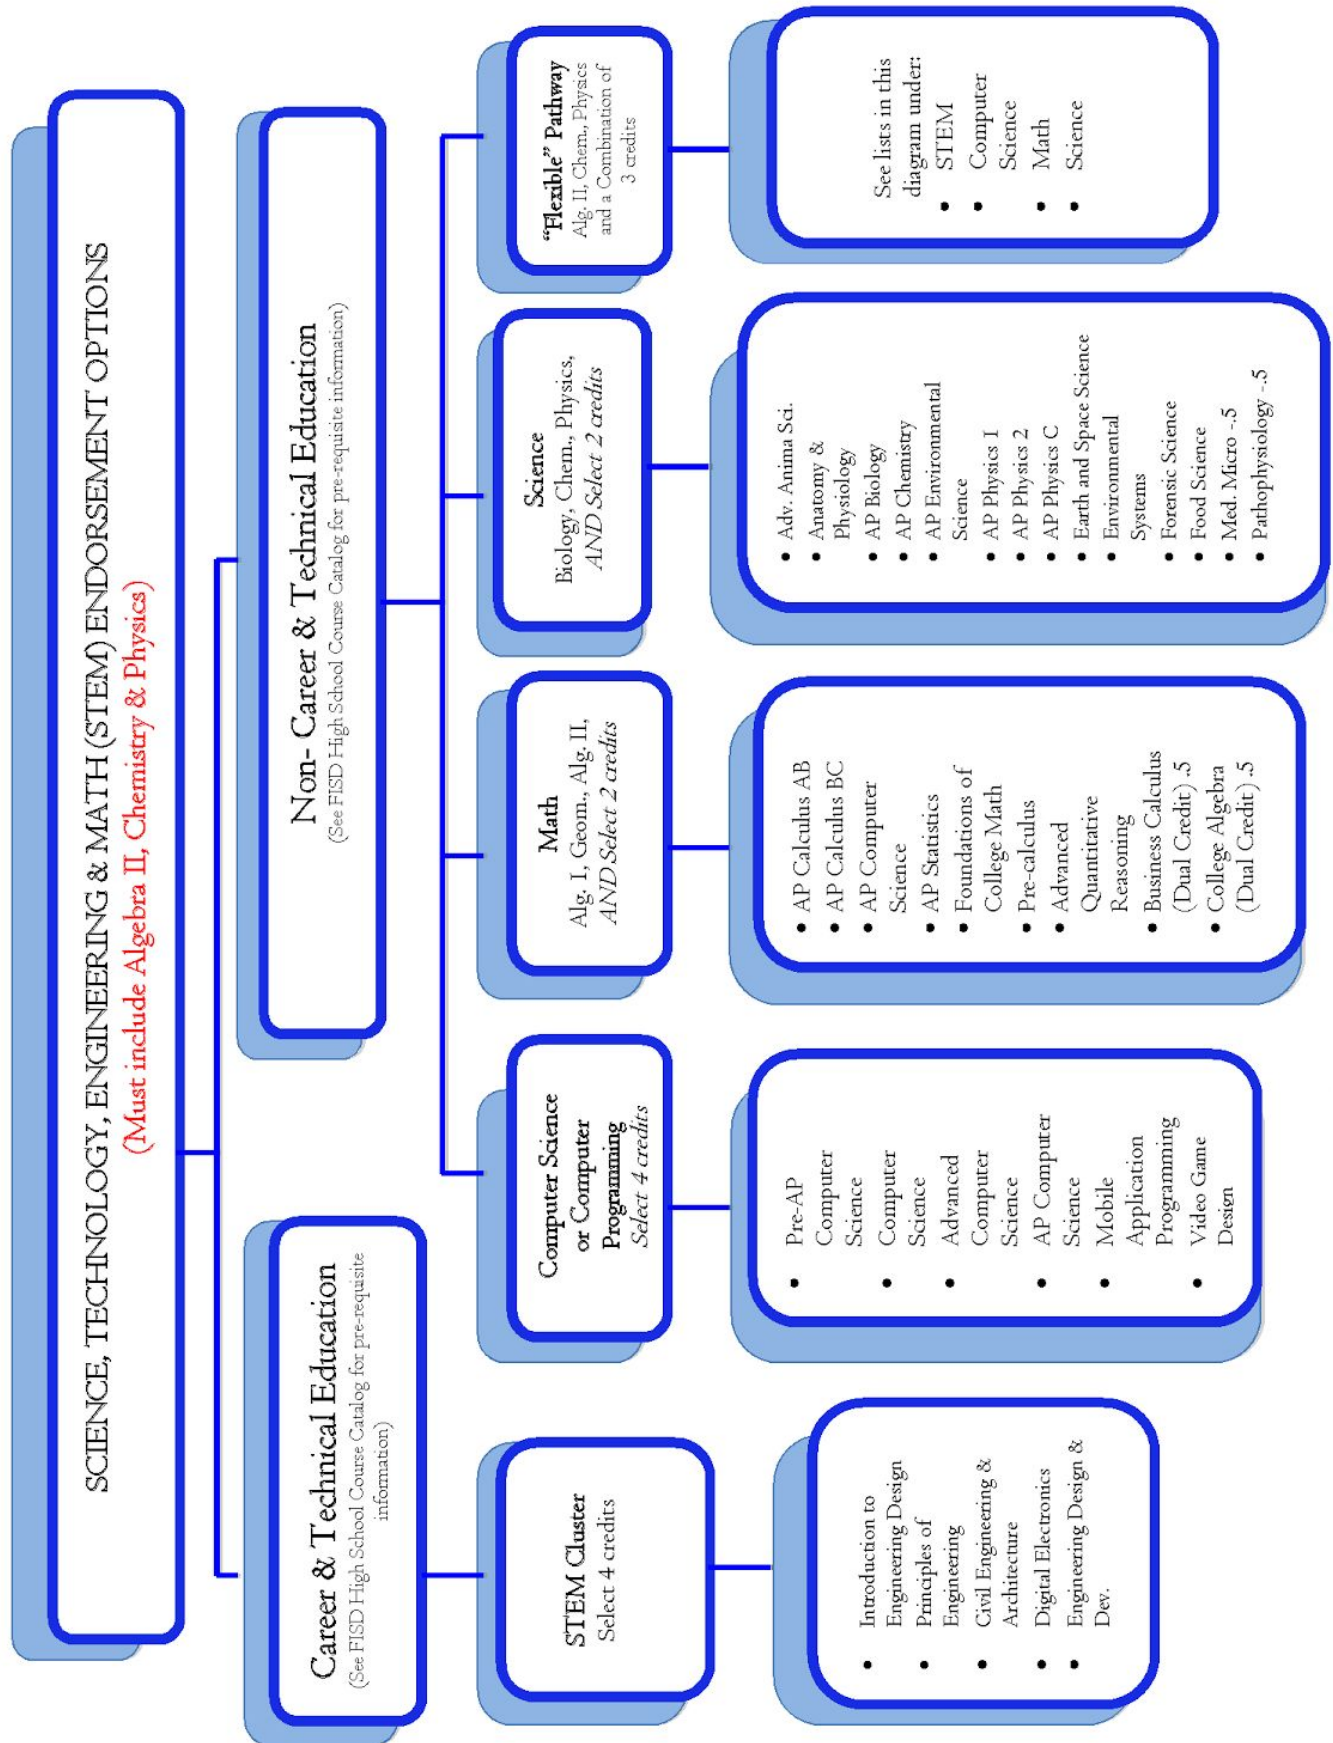 SCIENCE, TECHNOLOGY, ENGINEERING & MATH (STEM) ENDORSEMENT OPTIONS
(Must include Algebra II, Chemistry & Physics)
Career & Technical Education
(See FISD High School Course Catalog for pre-requisite
information)
Non- Career & Technical Education
(See FISD High School Course Catalog for pre-requisite information)
STEM Cluster
Select 4 credits
• Introduction to
Engineering Design
• Principles of
Engineering
• Civil Engineering &
Architecture
• Digital Electronics
• Engineering Design &
Dev.
Computer Science
or Computer
Programming
Select 4 credits
• Pre-AP
Computer
Science
• Computer
Science
• Advanced
Computer
Science
• AP Computer
Science
• Mobile
Application
Programming
• Video Game
Design
Math
Alg. I, Geom., Alg. II,
AND Select 2 credits
• AP Calculus AB
• AP Calculus BC
• AP Computer
Science
• AP Statistics
• Foundations of
College Math
• Pre-calculus
• Advanced
Quantitative
Reasoning
• Business Calculus
(Dual Credit) .5
• College Algebra
(Dual Credit) .5
Science
Biology, Chem., Physics,
AND Select 2 credits
• Adv. Anima Sci.
• Anatomy &
Physiology
• AP Biology
• AP Chemistry
• AP Environmental
Science
• AP Physics 1
• AP Physics 2
• AP Physics C
• Earth and Space Science
• Environmental
Systems
• Forensic Science
• Food Science
• Med. Micro -.5
• Pathophysiology -.5
“Flexible” Pathway
Alg. II, Chem., Physics
and a Combination of
3 credits
See lists in this
diagram under:
• STEM
• Computer
Science
• Math
• Science